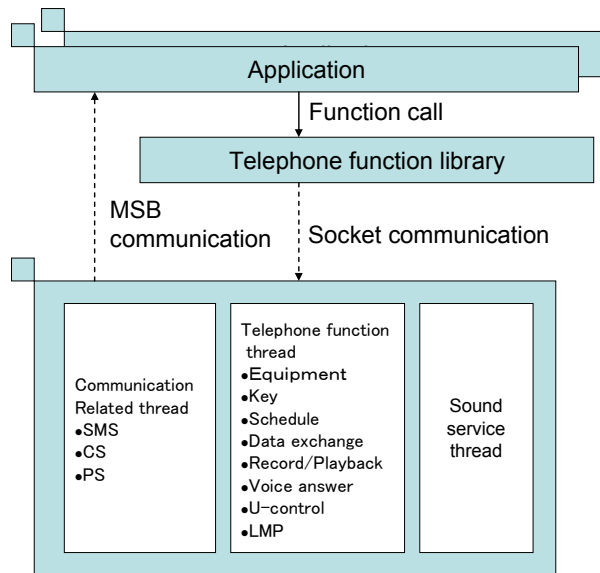 Application
Function call
Telephone function library
MSB
communication
Socket communication
Communication
Related thread
●SMS
●CS
●PS
Telephone function
thread
●Equipment
●Key
●Schedule
●Data exchange
●Record/Playback
●Voice answer
●U-control
●LMP
Sound
service
thread